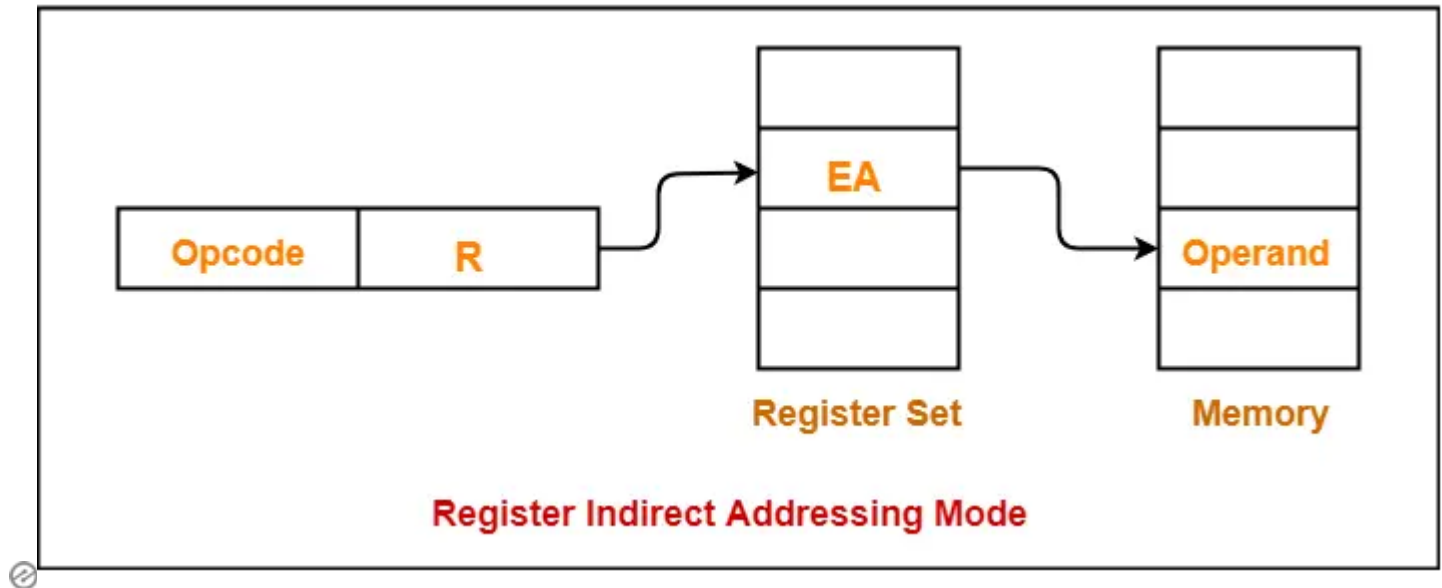 EA
Opcode
R
Operand
Register Set
Memory
Register Indirect Addressing Mode